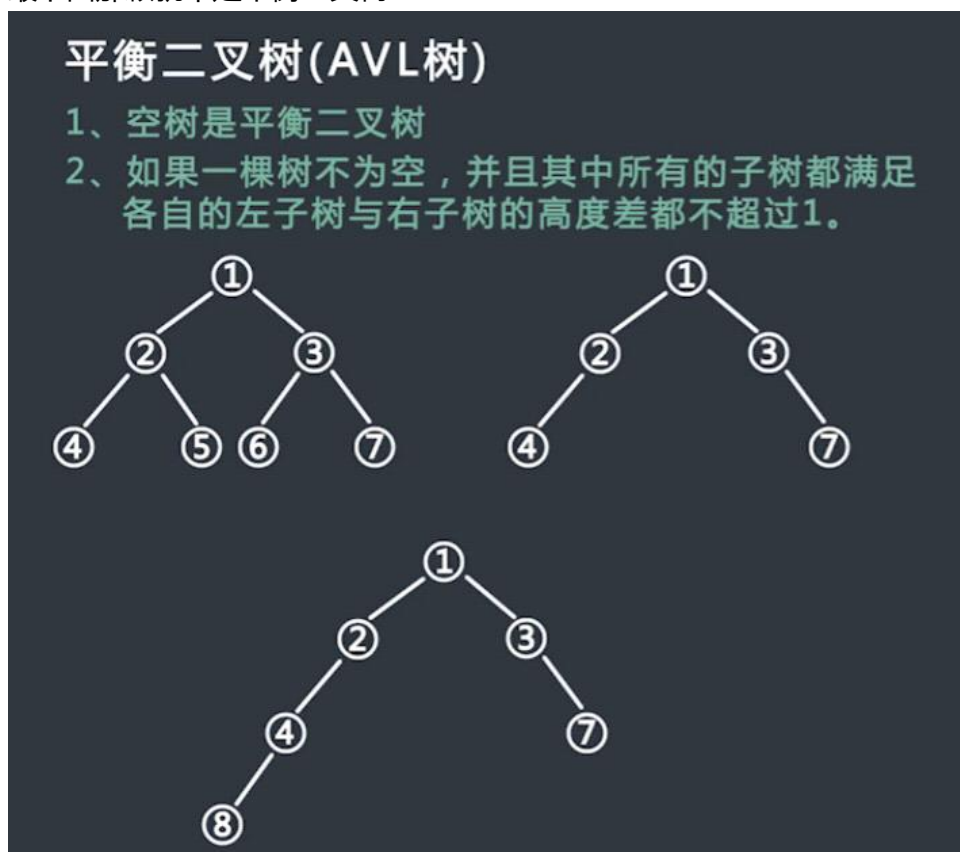 平衡二叉树(AVL树)
1、空树是平衡二叉树
2、如果一棵树不为空，并且其中所有的子树都满足
各自的左子树与右子树的高度差都不超过1。
① ①
② ③ ② ③
④ ⑤ ⑥ ⑦ ④ ⑦
①
② ③
④ ⑦
⑧